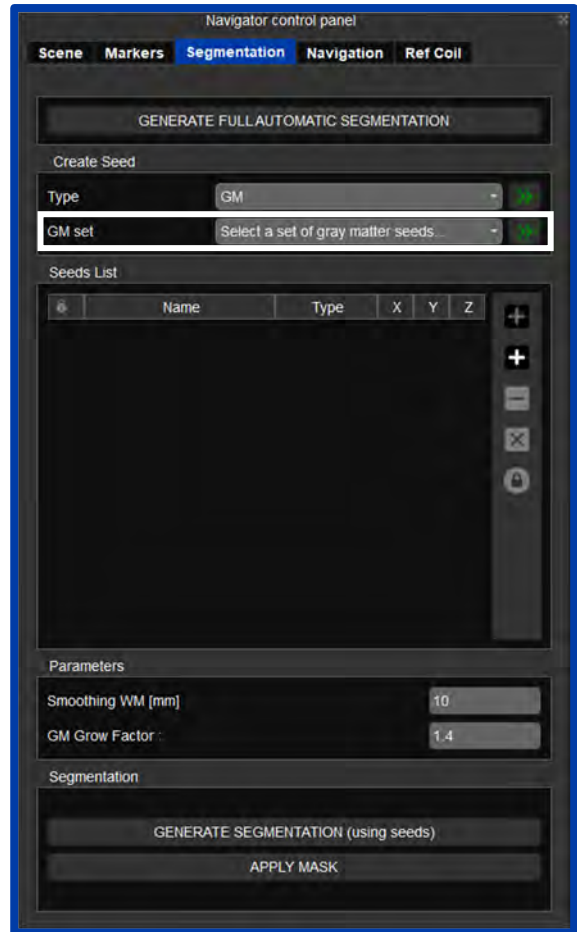 Navigator control panel
Scene Markers Segmentation Navigation Ref Coil
GENERATE FULL AUTOMATIC SEGMENTATION
Create Seed
Type GM
GM set Select a set of gray matter seeds...
Seeds List
Name Type X Y Z
Parameters
Smoothing WM [mm] 10
GM Grow Factor : 1.4
Segmentation
GENERATE SEGMENTATION (using seeds)
APPLY MASK